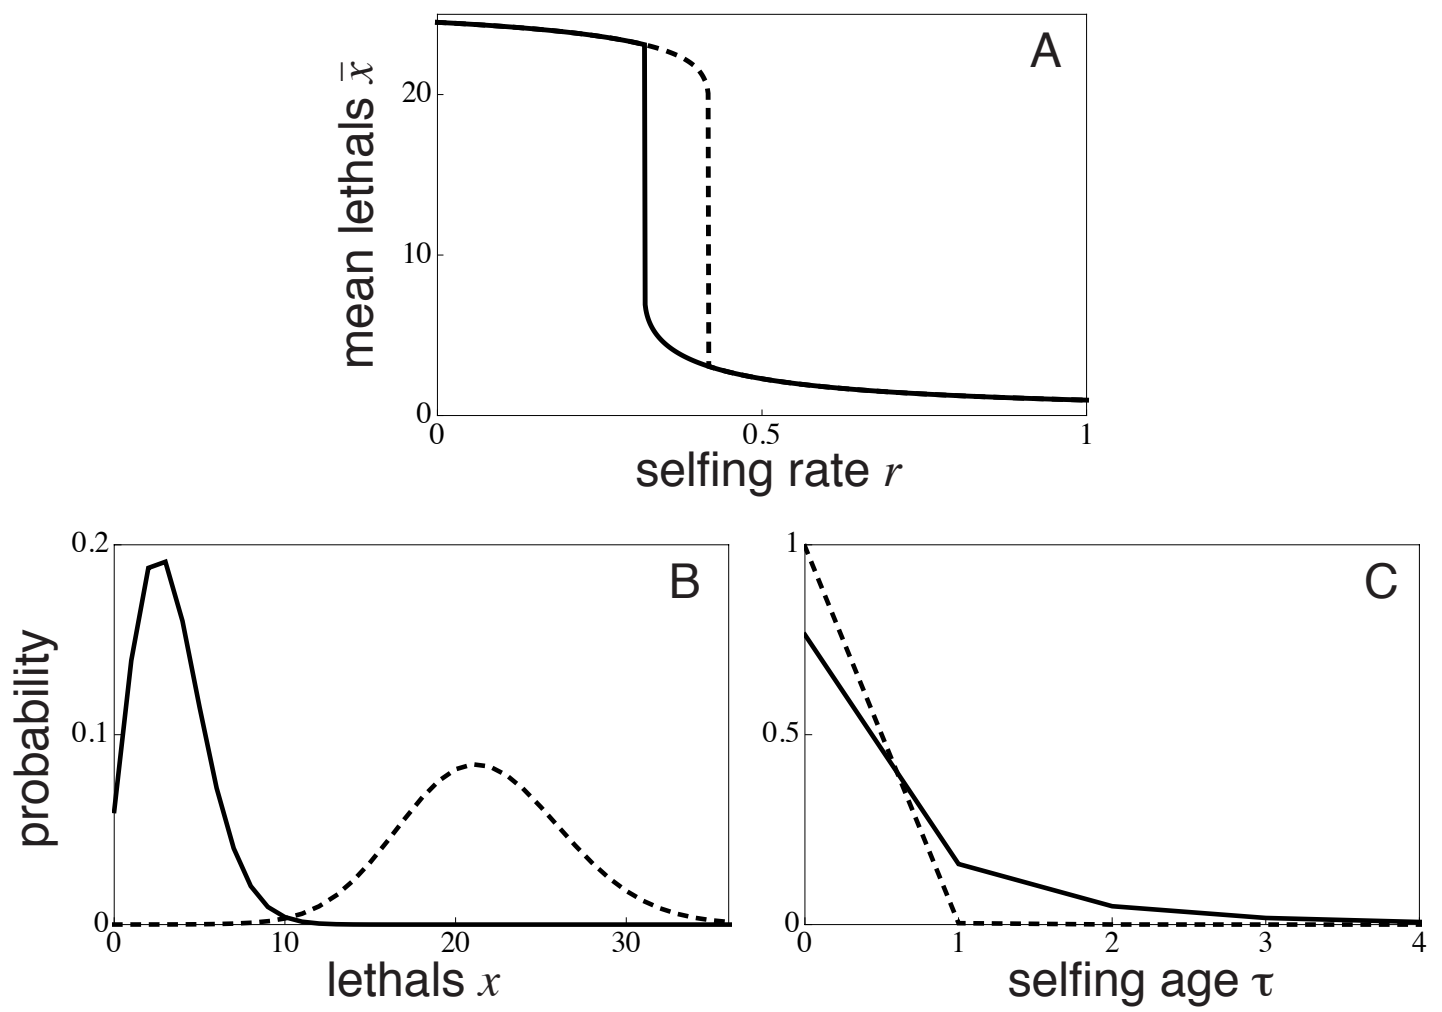 A
mean lethals x̄
20
10
0
0 0.5 1
selfing rate r
B
probability
0.2
0.1
0
0 10 20 30
lethals x
C
1
0.5
0
0 1 2 3 4
selfing age τ